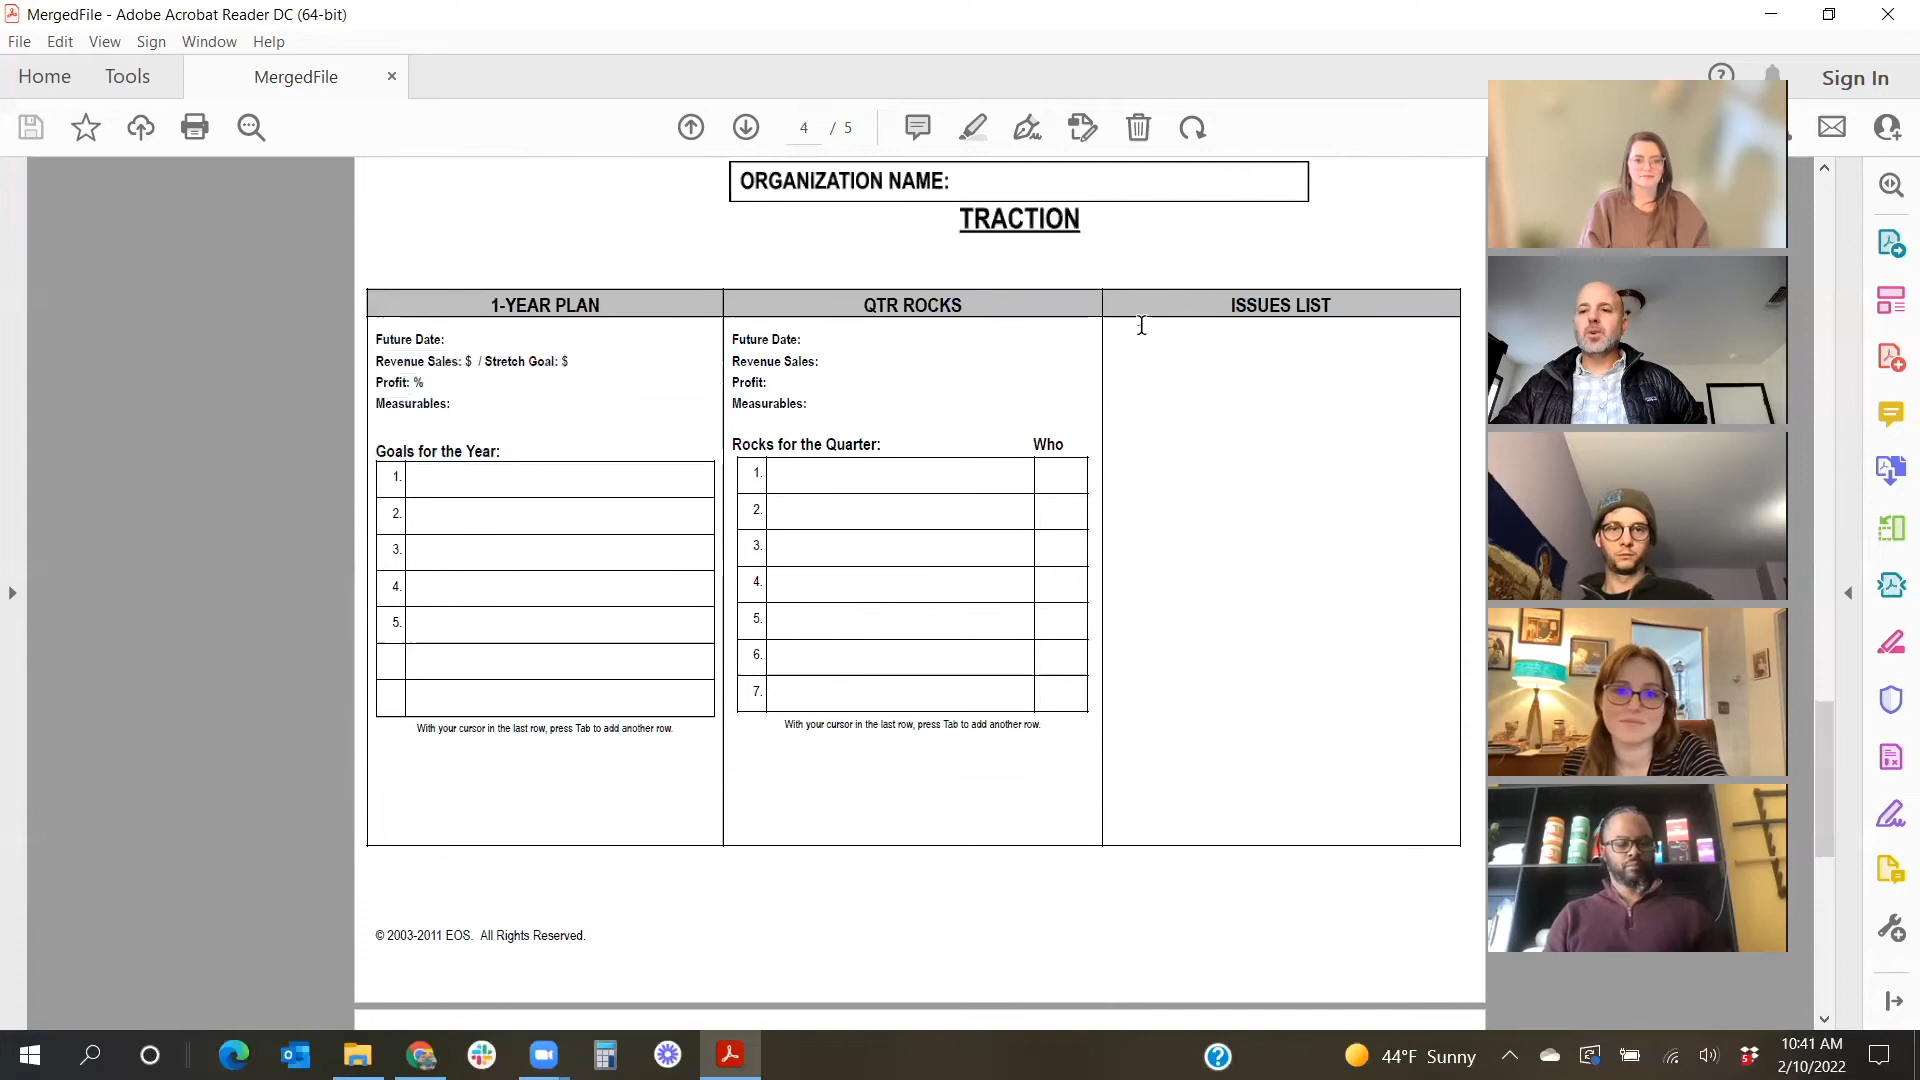 MergedFile - Adobe Acrobat Reader DC (64-bit)
File Edit View Sign Window Help
Home Tools MergedFile Sign In
4 / 5
ORGANIZATION NAME:
TRACTION
1-YEAR PLAN
Future Date:
Revenue Sales: $ / Stretch Goal: $
Profit: %
Measurables:
Goals for the Year:
1.
2.
3.
4.
5.
With your cursor in the last row, press Tab to add another row.
QTR ROCKS
Future Date:
Revenue Sales:
Profit:
Measurables:
Rocks for the Quarter: Who
1.
2.
3.
4.
5.
6.
7.
With your cursor in the last row, press Tab to add another row.
ISSUES LIST
© 2003-2011 EOS. All Rights Reserved.
44°F Sunny
10:41 AM
2/10/2022